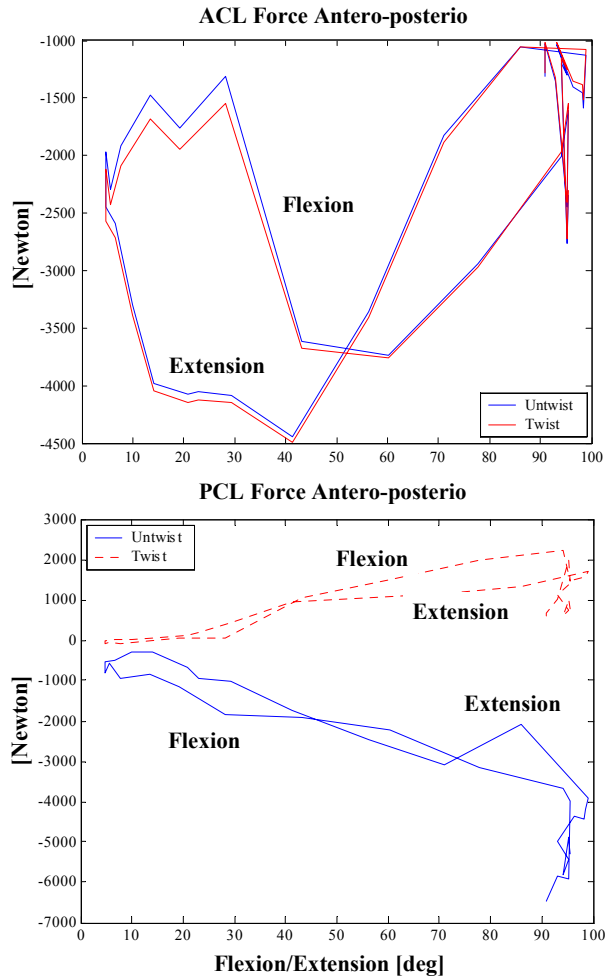 ACL Force Antero-posterio
-1000
-1500
-2000
-2500
-3000
-3500
-4000
-4500
[Newton]
Flexion
Extension
Untwist
Twist
0 10 20 30 40 50 60 70 80 90 100
PCL Force Antero-posterio
3000
2000
1000
0
-1000
-2000
-3000
-4000
-5000
-6000
-7000
[Newton]
Untwist
Twist
Flexion
Extension
Extension
Flexion
0 10 20 30 40 50 60 70 80 90 100
Flexion/Extension [deg]